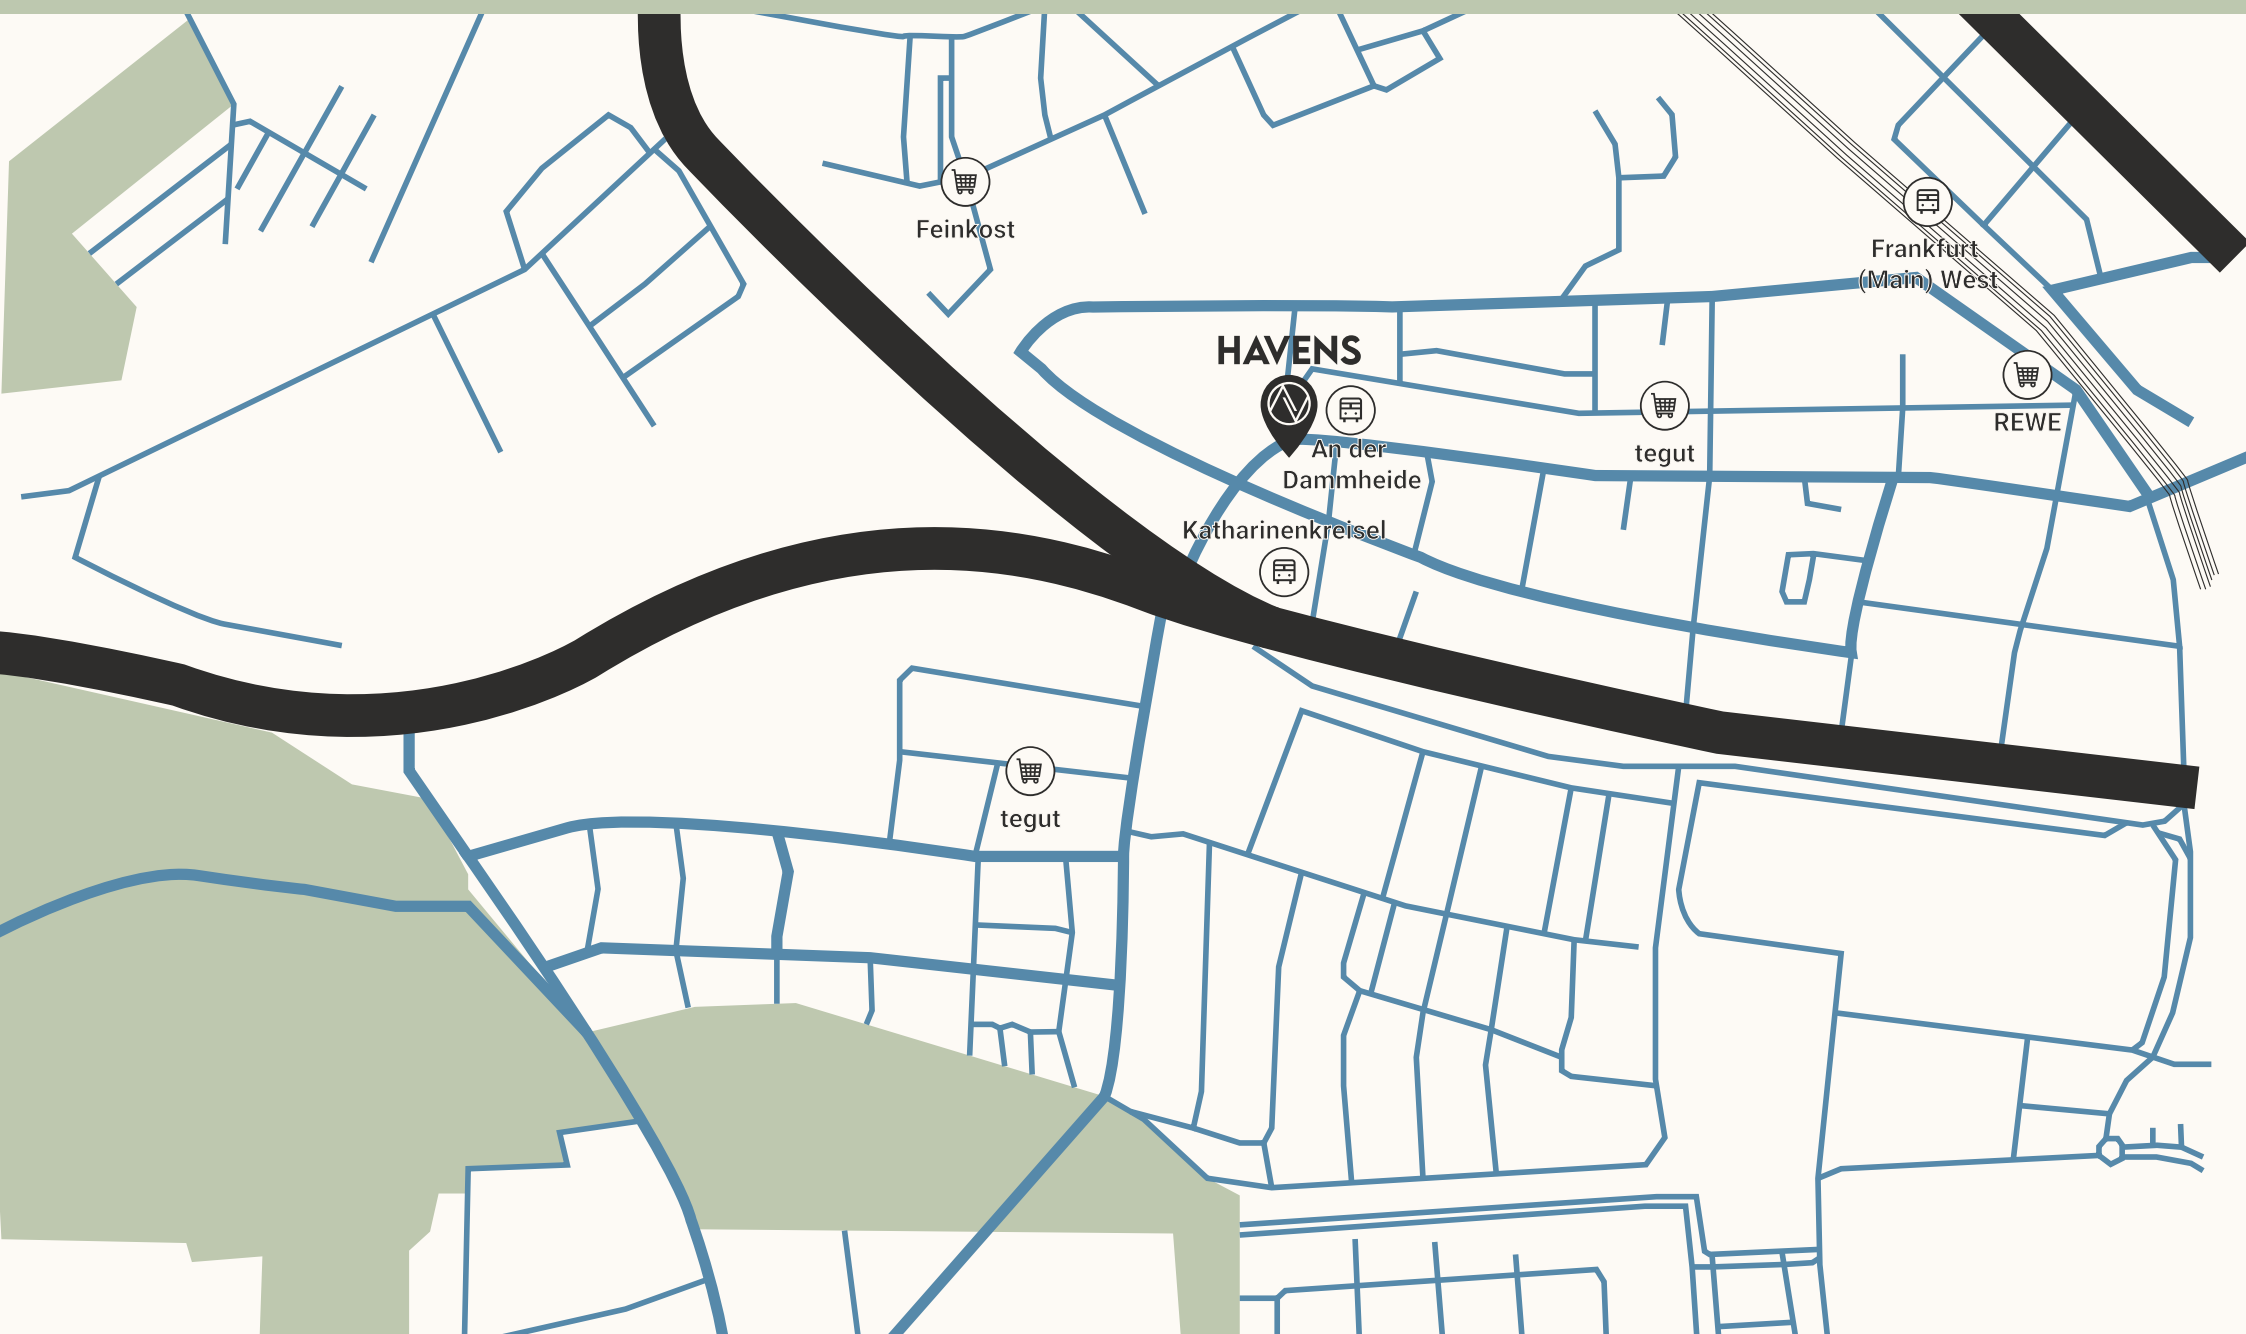 Feinkost
Frankfurt
(Main) West
HAVENS
REWE
An der
Dammheide
tegut
Katharinenkreisel
tegut